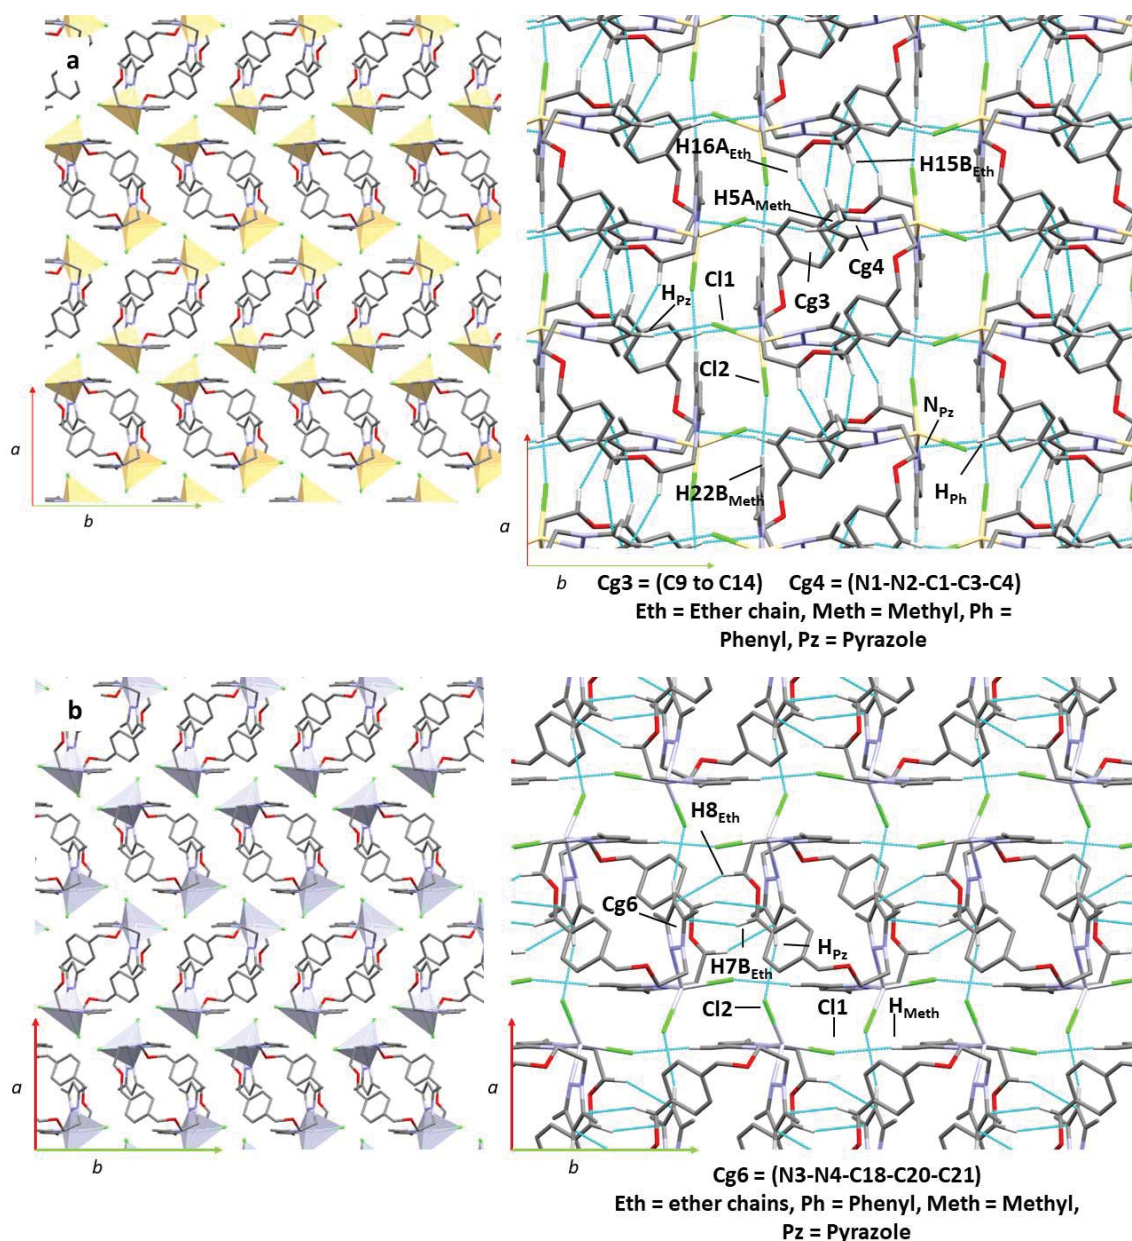 a
a
b
H16A_Eth
H15B_Eth
H5A_Meth
Cg4
Cg3
H_Pz
Cl1
Cl2
N_Pz
H22B_Meth
H_Ph
a
b
Cg3 = (C9 to C14) Cg4 = (N1-N2-C1-C3-C4)
Eth = Ether chain, Meth = Methyl, Ph =
Phenyl, Pz = Pyrazole
b
a
b
H8_Eth
Cg6
H_Pz
H7B_Eth
Cl2
Cl1
H_Meth
a
b
Cg6 = (N3-N4-C18-C20-C21)
Eth = ether chains, Ph = Phenyl, Meth = Methyl,
Pz = Pyrazole